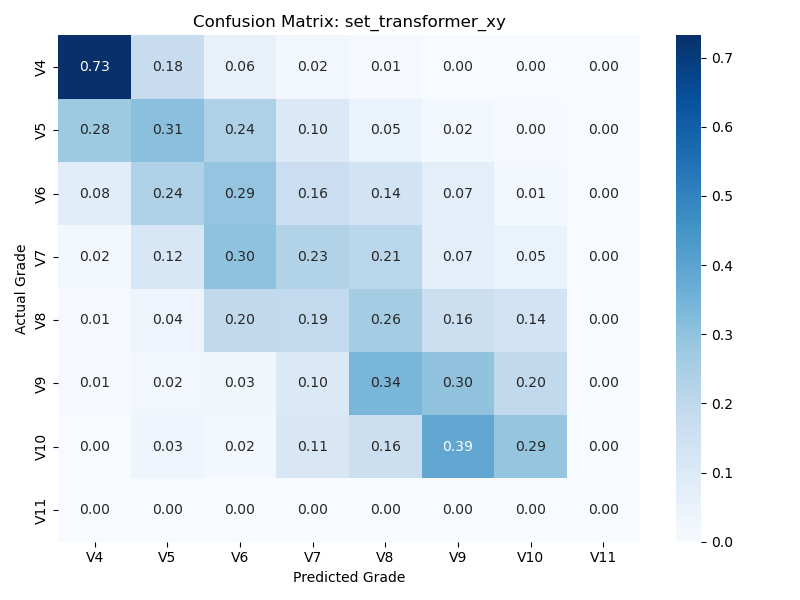 Confusion Matrix: set_transformer_xy
Actual Grade
V4 0.73 0.18 0.06 0.02 0.01 0.00 0.00 0.00
V5 0.28 0.31 0.24 0.10 0.05 0.02 0.00 0.00
V6 0.08 0.24 0.29 0.16 0.14 0.07 0.01 0.00
V7 0.02 0.12 0.30 0.23 0.21 0.07 0.05 0.00
V8 0.01 0.04 0.20 0.19 0.26 0.16 0.14 0.00
V9 0.01 0.02 0.03 0.10 0.34 0.30 0.20 0.00
V10 0.00 0.03 0.02 0.11 0.16 0.39 0.29 0.00
V11 0.00 0.00 0.00 0.00 0.00 0.00 0.00 0.00
V4 V5 V6 V7 V8 V9 V10 V11
Predicted Grade
0.7
0.6
0.5
0.4
0.3
0.2
0.1
0.0